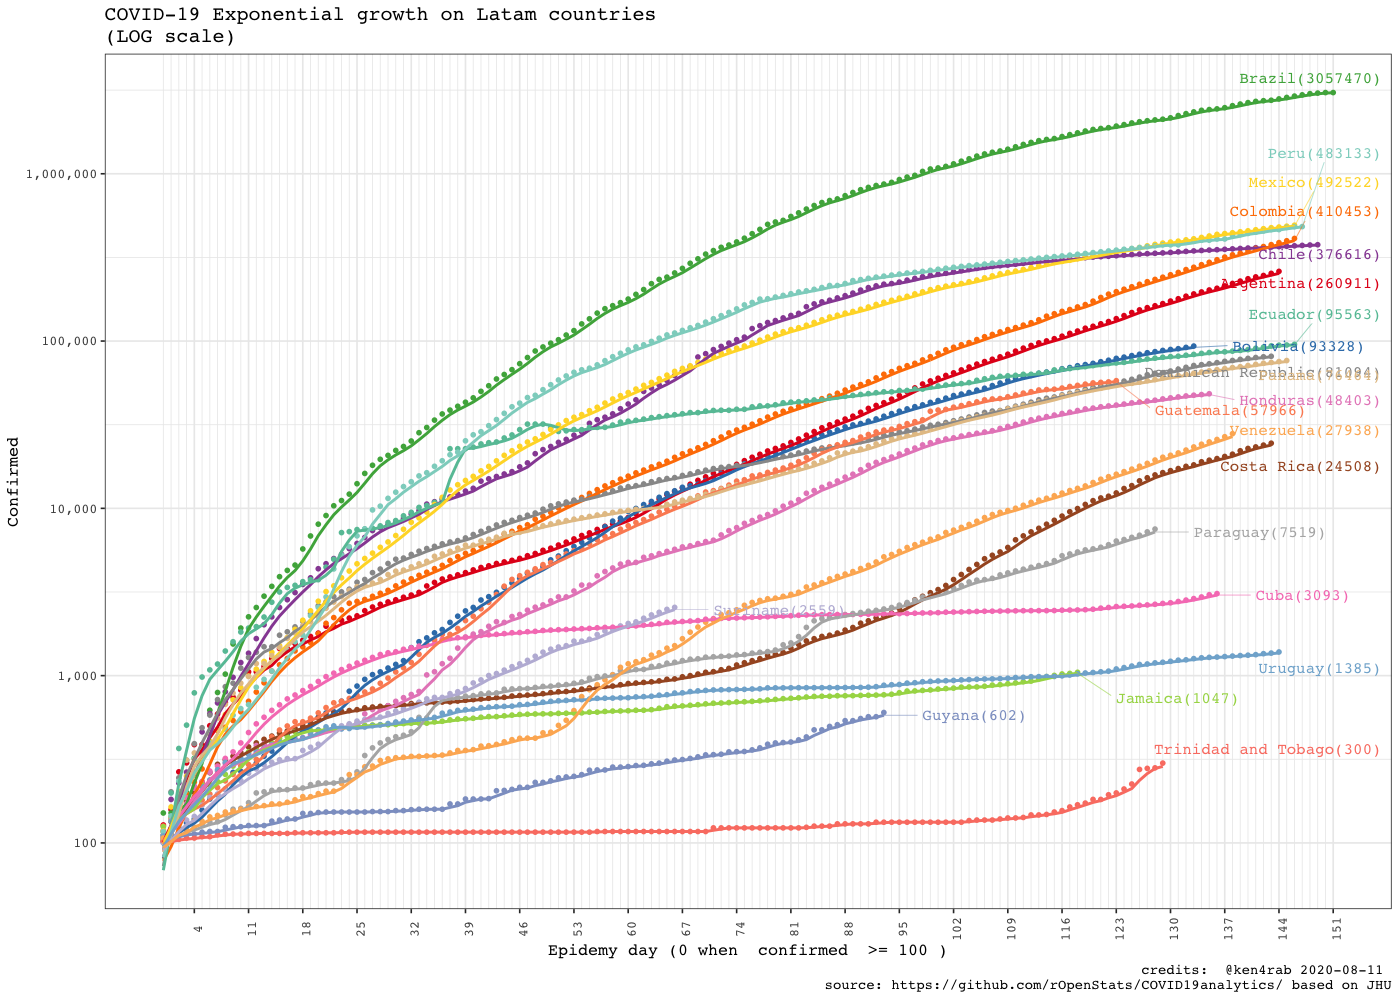 COVID-19 Exponential growth on Latam countries
(LOG scale)
Brazil(3057470)
Peru(483133)
1,000,000
Mexico(492522)
Colombia(410453)
Chile(376616)
Argentina(260911)
Ecuador(95563)
100,000
Bolivia(93328)
Dominican Republic(81094)
Honduras(48403)
Guatemala(57966)
Venezuela(27938)
Costa Rica(24508)
10,000
Paraguay(7519)
Cuba(3093)
Suriname(2559)
1,000
Uruguay(1385)
Jamaica(1047)
Guyana(602)
Trinidad and Tobago(300)
100
Confirmed
4 11 18 25 32 39 46 53 60 67 74 81 88 95 102 109 116 123 130 137 144 151
Epidemy day (0 when  confirmed  >= 100 )
credits:  @ken4rab 2020-08-11
source: https://github.com/rOpenStats/COVID19analytics/ based on JHU